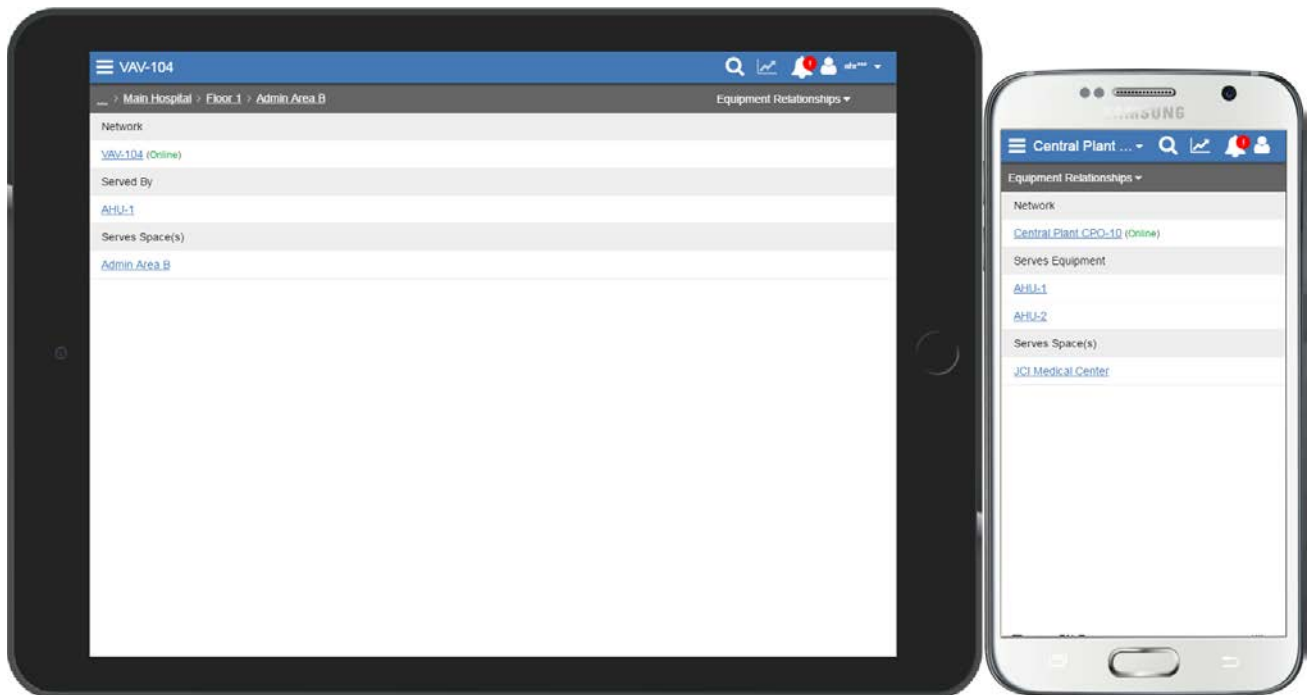 VAV-104
... > Main Hospital > Floor 1 > Admin Area B
Equipment Relationships
Network
VAV-104 (Online)
Served By
AHU-1
Serves Space(s)
Admin Area B
SAMSUNG
Central Plant ...
Equipment Relationships
Network
Central Plant CPO-10 (Online)
Serves Equipment
AHU-1
AHU-2
Serves Space(s)
JCI Medical Center